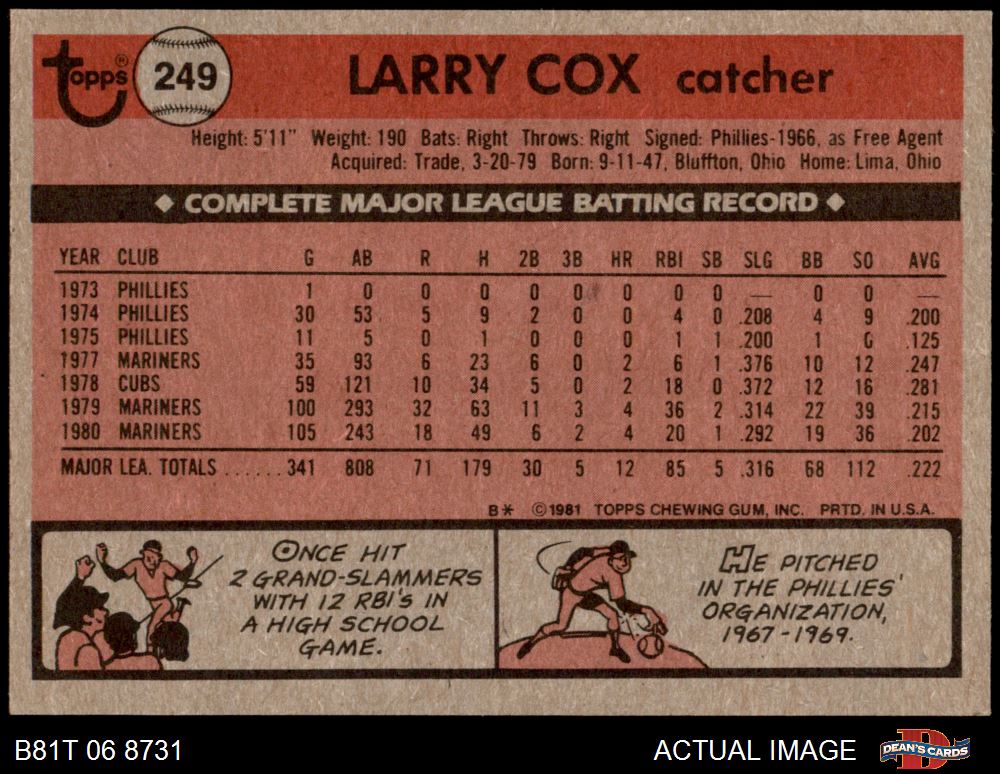 Topps® 249 LARRY COX catcher
Height: 5'11" Weight: 190 Bats: Right Throws: Right Signed: Phillies-1966, as Free Agent
Acquired: Trade, 3-20-79 Born: 9-11-47, Bluffton, Ohio Home: Lima, Ohio
◆ COMPLETE MAJOR LEAGUE BATTING RECORD ◆
YEAR CLUB G AB R H 2B 3B HR RBI SB SLG BB SO AVG
1973 PHILLIES 1 0 0 0 0 0 0 0 0 — 0 0 —
1974 PHILLIES 30 53 5 9 2 0 0 4 0 .208 4 9 .200
1975 PHILLIES 11 5 0 1 0 0 0 1 1 .200 1 0 .125
1977 MARINERS 35 93 6 23 6 0 2 6 1 .376 10 12 .247
1978 CUBS 59 121 10 34 5 0 2 18 0 .372 12 16 .281
1979 MARINERS 100 293 32 63 11 3 4 36 2 .314 22 39 .215
1980 MARINERS 105 243 18 49 6 2 4 20 1 .292 19 36 .202
MAJOR LEA. TOTALS ...... 341 808 71 179 30 5 12 85 5 .316 68 112 .222
B* ©1981 TOPPS CHEWING GUM, INC. PRTD. IN U.S.A.
ONCE HIT
2 GRAND-SLAMMERS
WITH 12 RBI'S IN
A HIGH SCHOOL
GAME.
HE PITCHED
IN THE PHILLIES'
ORGANIZATION,
1967-1969.
B81T 06 8731 ACTUAL IMAGE DEAN'S CARDS